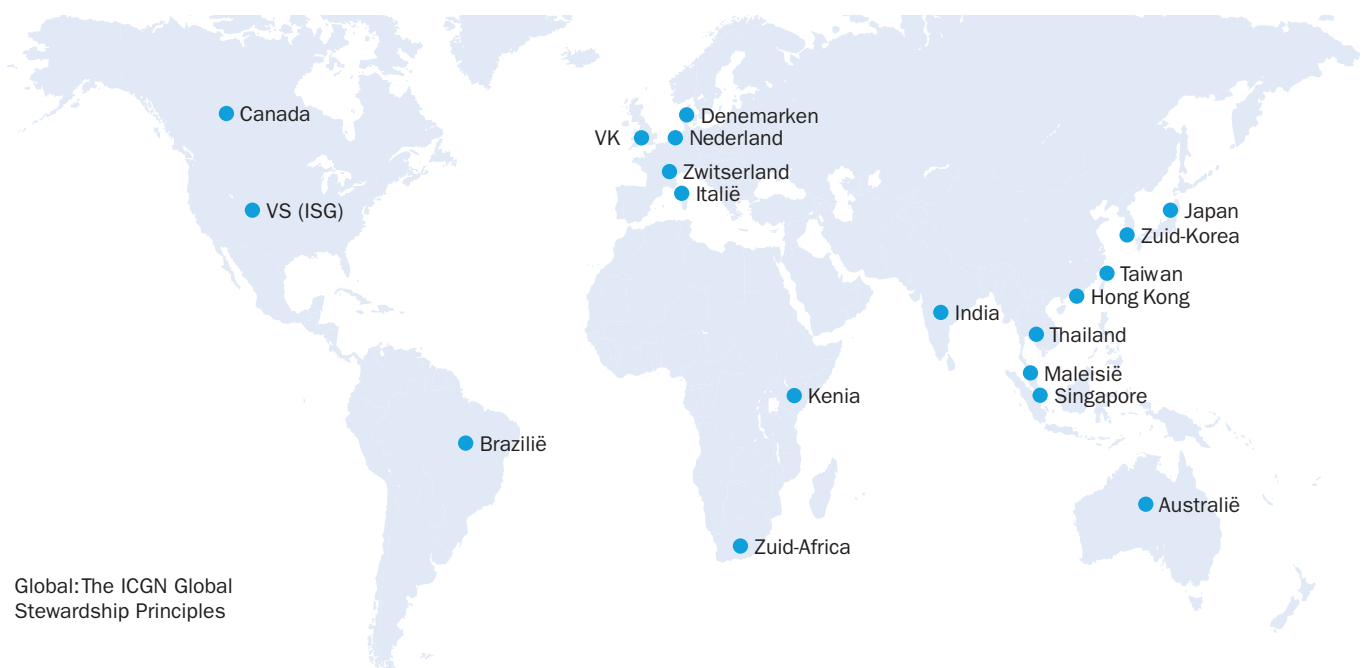 Canada
Denemarken
VK
Nederland
Zwitserland
Italië
VS (ISG)
Japan
Zuid-Korea
Taiwan
Hong Kong
India
Thailand
Maleisië
Kenia
Singapore
Brazilië
Australië
Zuid-Africa
Global:The ICGN Global
Stewardship Principles